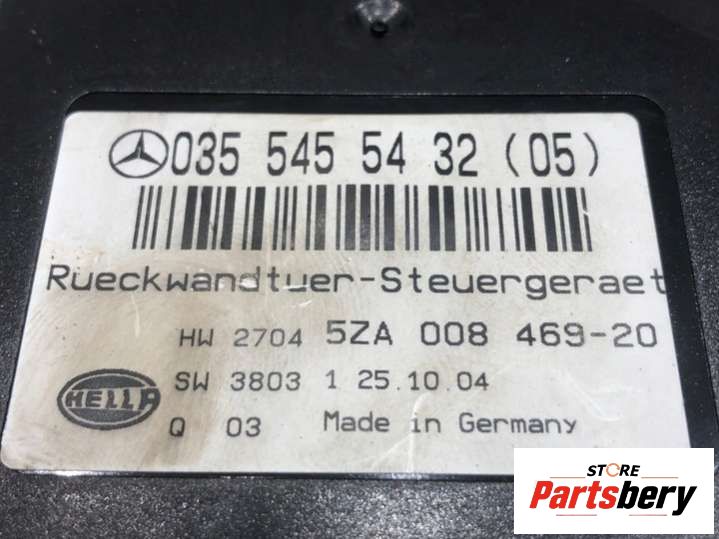 035 545 54 32 (05)
Rueckwandtuer-Steuergeraet
HW 2704 5ZA 008 469-20
SW 3803 1 25.10.04
HELLA
Q 03 Made in Germany
STORE
Partsbery